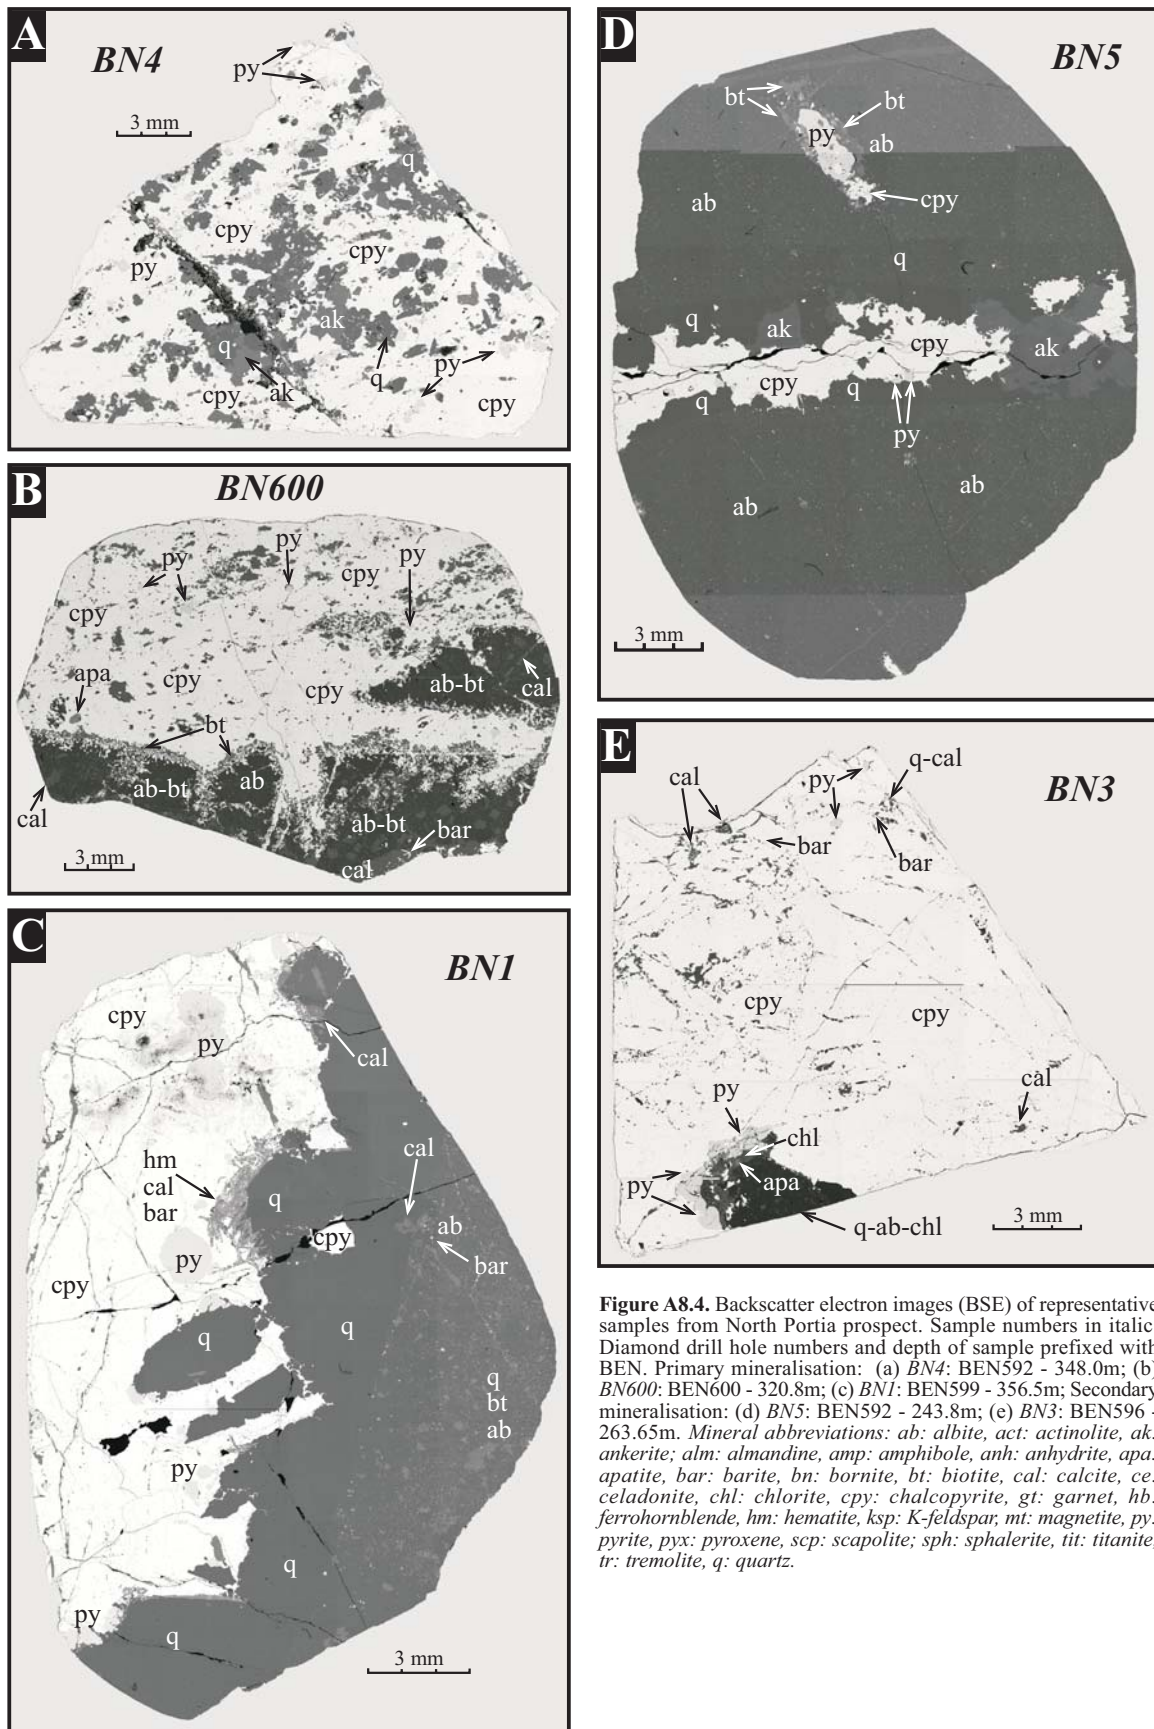 A
BN4
py
3 mm
q
cpy
cpy
py
ak
q
q
py
ak
cpy
cpy
B
BN600
py
py
py
cpy
cpy
apa
cpy
cpy
ab-bt
cal
bt
ab-bt
ab
ab-bt
bar
cal
cal
3 mm
C
BN1
cpy
py
cal
hm
cal
bar
q
cal
ab
cpy
bar
py
cpy
q
q
q
bt
ab
py
q
py
q
3 mm
D
BN5
bt
bt
py
ab
cpy
ab
q
q
ak
cpy
ak
cpy
q
q
py
ab
ab
3 mm
E
BN3
cal
py
q-cal
bar
bar
cpy
cpy
cal
py
chl
apa
py
q-ab-chl
3 mm
Figure A8.4. Backscatter electron images (BSE) of representative
samples from North Portia prospect. Sample numbers in italic.
Diamond drill hole numbers and depth of sample prefixed with
BEN. Primary mineralisation: (a) BN4: BEN592 - 348.0m; (b)
BN600: BEN600 - 320.8m; (c) BN1: BEN599 - 356.5m; Secondary
mineralisation: (d) BN5: BEN592 - 243.8m; (e) BN3: BEN596 -
263.65m. Mineral abbreviations: ab: albite, act: actinolite, ak:
ankerite; alm: almandine, amp: amphibole, anh: anhydrite, apa:
apatite, bar: barite, bn: bornite, bt: biotite, cal: calcite, ce:
celadonite, chl: chlorite, cpy: chalcopyrite, gt: garnet, hb:
ferrohornblende, hm: hematite, ksp: K-feldspar, mt: magnetite, py:
pyrite, pyx: pyroxene, scp: scapolite; sph: sphalerite, tit: titanite,
tr: tremolite, q: quartz.